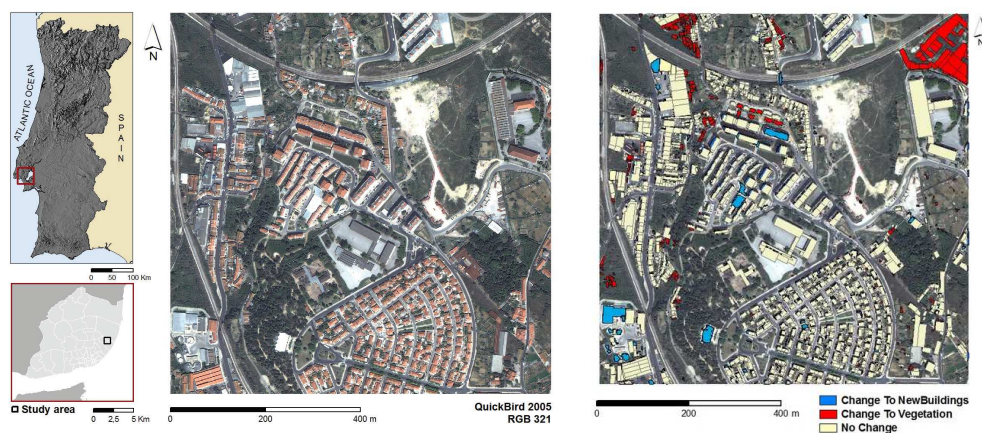 ATLANTIC OCEAN
SPAIN
N
0 50 100 Km
Study area
0 2,5 5 Km
0 200 400 m
QuickBird 2005
RGB 321
N
0 200 400 m
Change To NewBuildings
Change To Vegetation
No Change